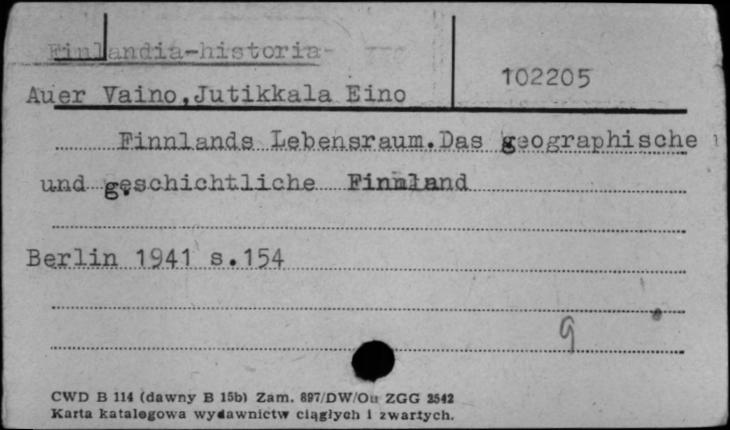 Finlandia-historia-
102205
Auer Vaino,Jutikkala Eino
Finnlands Lebensraum.Das geographische
und geschichtliche Finnland
Berlin 1941 s.154
9
CWD B 114 (dawny B 15b) Zam. 897/DW/Ou ZGG 2542
Karta katalogowa wydawnictw ciągłych i zwartych.